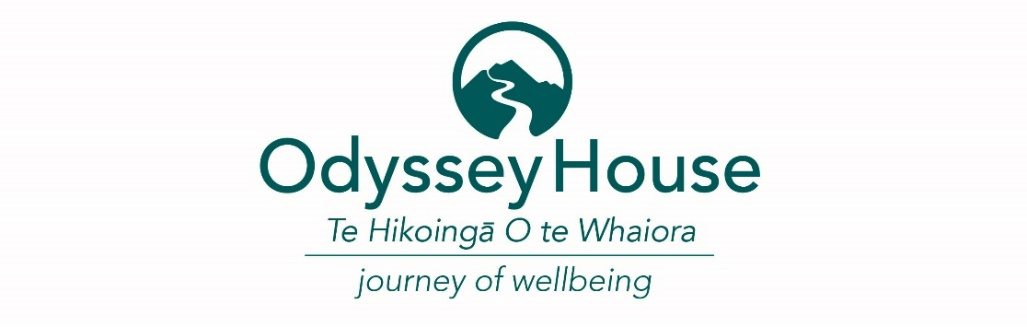 Odyssey House
Te Hikoingā O te Whaiora
journey of wellbeing